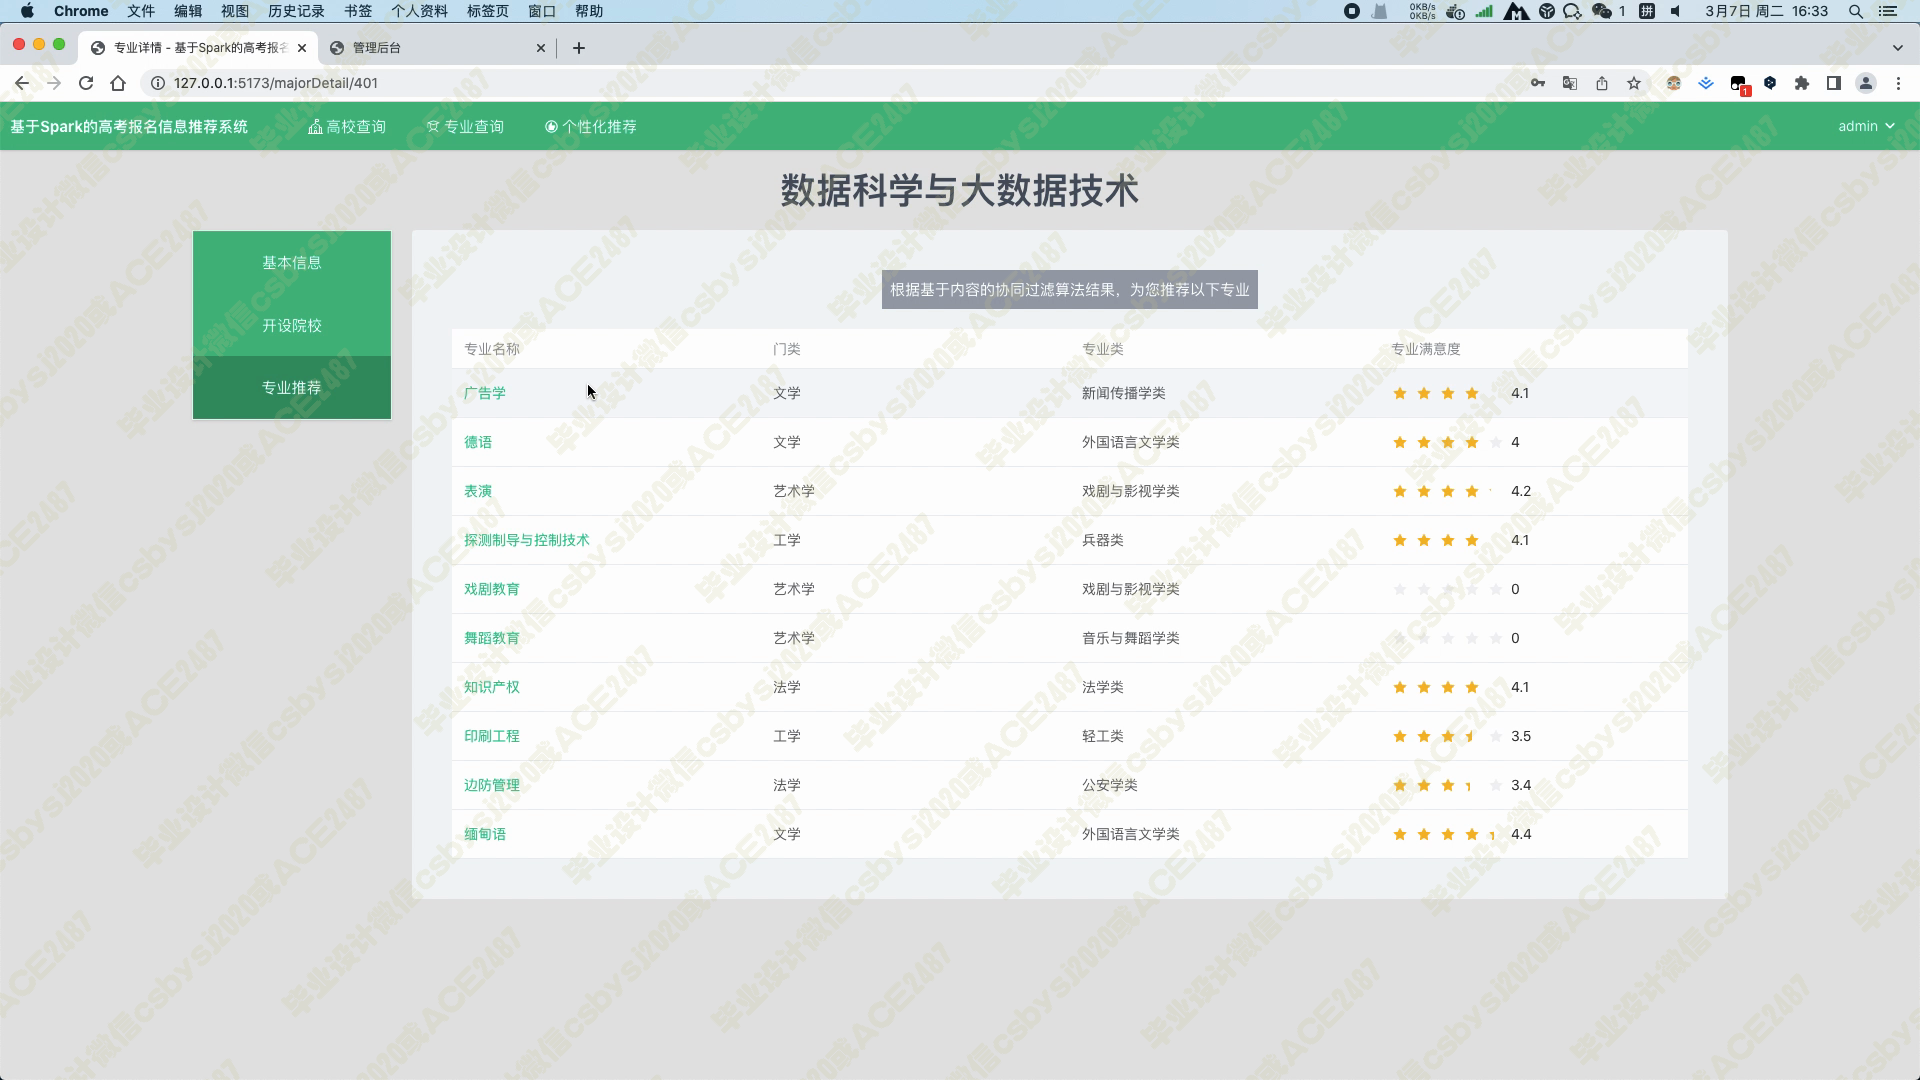 Chrome 文件 编辑 视图 历史记录 书签 个人资料 标签页 窗口 帮助 0KB/s 0KB/s 1 拼 3月7日 周二 16:33
专业详情 - 基于Spark的高考报名 管理后台
127.0.0.1:5173/majorDetail/401 1
基于Spark的高考报名信息推荐系统 高校查询 专业查询 个性化推荐 admin
数据科学与大数据技术
基本信息
开设院校
专业推荐
根据基于内容的协同过滤算法结果，为您推荐以下专业
专业名称 门类 专业类 专业满意度
广告学 文学 新闻传播学类 4.1
德语 文学 外国语言文学类 4
表演 艺术学 戏剧与影视学类 4.2
探测制导与控制技术 工学 兵器类 4.1
戏剧教育 艺术学 戏剧与影视学类 0
舞蹈教育 艺术学 音乐与舞蹈学类 0
知识产权 法学 法学类 4.1
印刷工程 工学 轻工类 3.5
边防管理 法学 公安学类 3.4
缅甸语 文学 外国语言文学类 4.4
毕业设计微信csbysj2020或ACE2487